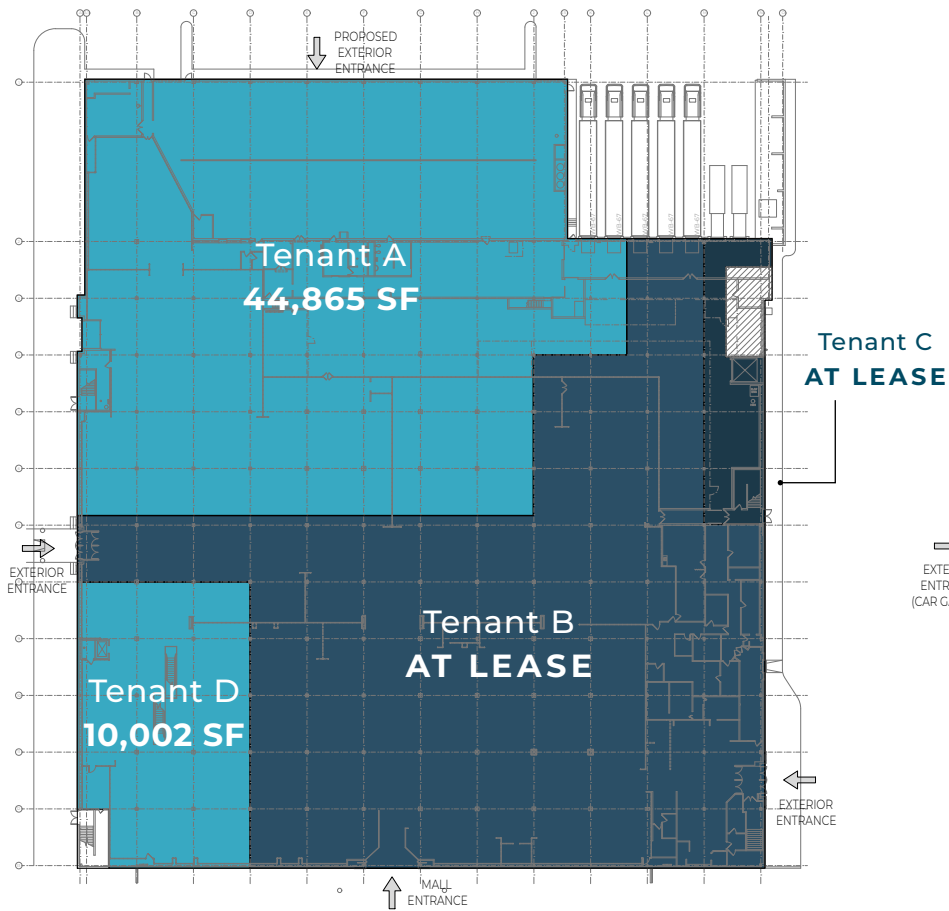 PROPOSED
EXTERIOR
ENTRANCE
Tenant A
44,865 SF
Tenant C
AT LEASE
EXTERIOR
ENTRANCE
Tenant B
AT LEASE
Tenant D
10,002 SF
EXTERIOR
ENTRANCE
MALL
ENTRANCE